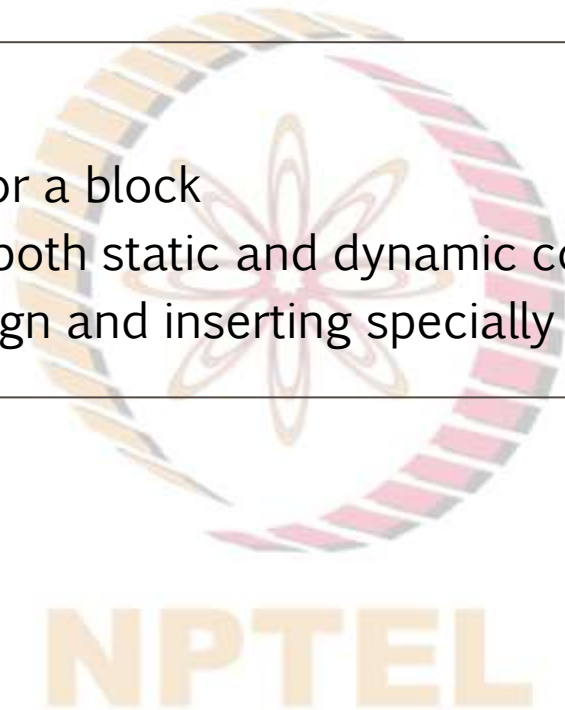 or a block
both static and dynamic co
gn and inserting specially
NPTEL